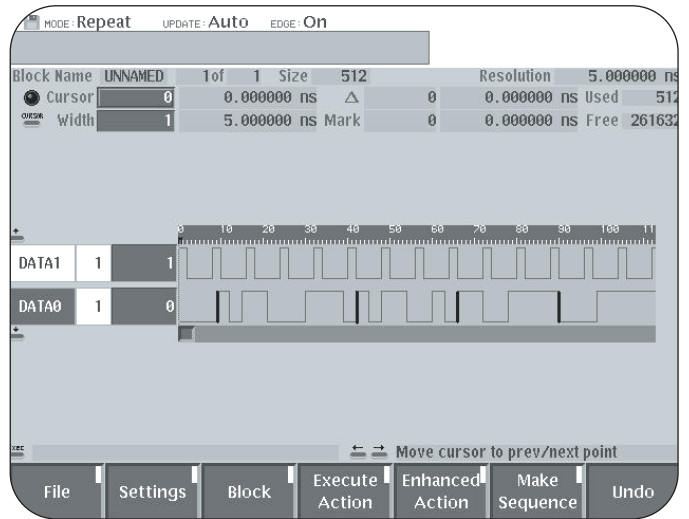 MODE: Repeat UPDATE: Auto EDGE: On
Block Name UNNAMED 1of 1 Size 512 Resolution 5.000000 ns
Cursor 0 0.000000 ns Δ 0 0.000000 ns Used 512
CURSOR Width 1 5.000000 ns Mark 0 0.000000 ns Free 261632
0 10 20 30 40 50 60 70 80 90 100 11
DATA1 1 1
DATA0 1 0
← → Move cursor to prev/next point
File Settings Block Execute Action Enhanced Action Make Sequence Undo